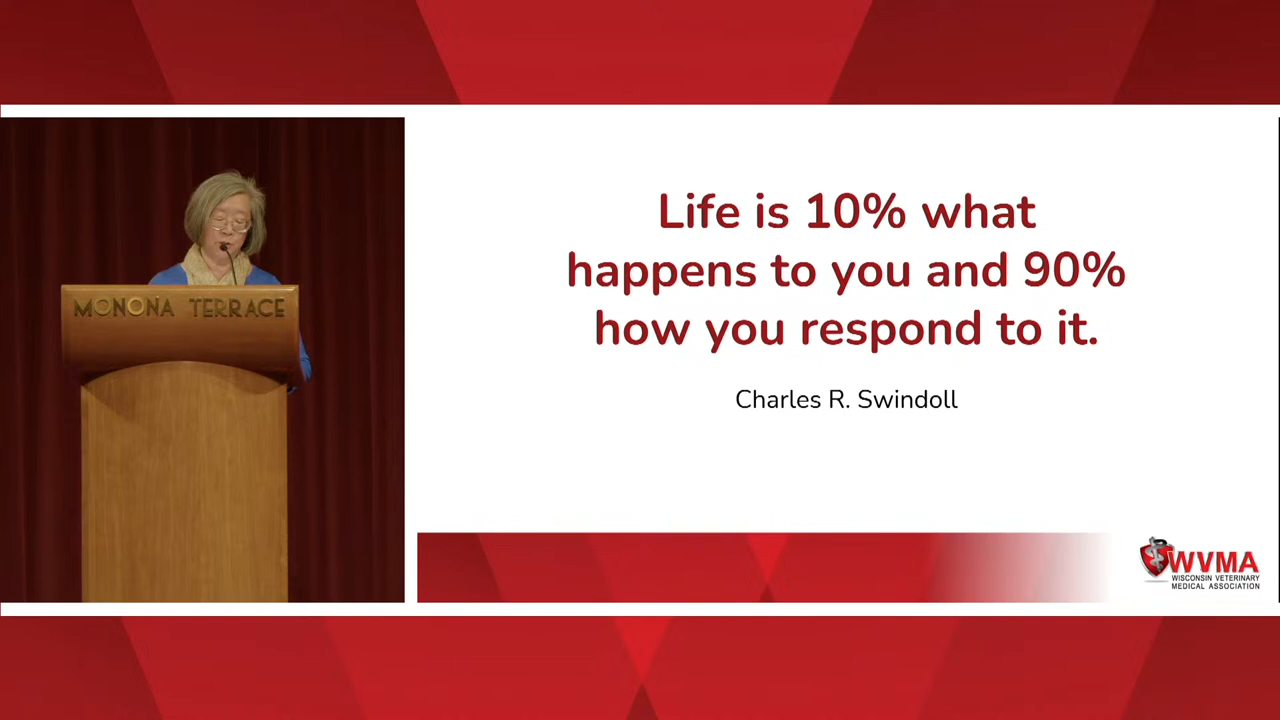 MONONA TERRACE
Life is 10% what
happens to you and 90%
how you respond to it.
Charles R. Swindoll
WVMA
WISCONSIN VETERINARY
MEDICAL ASSOCIATION